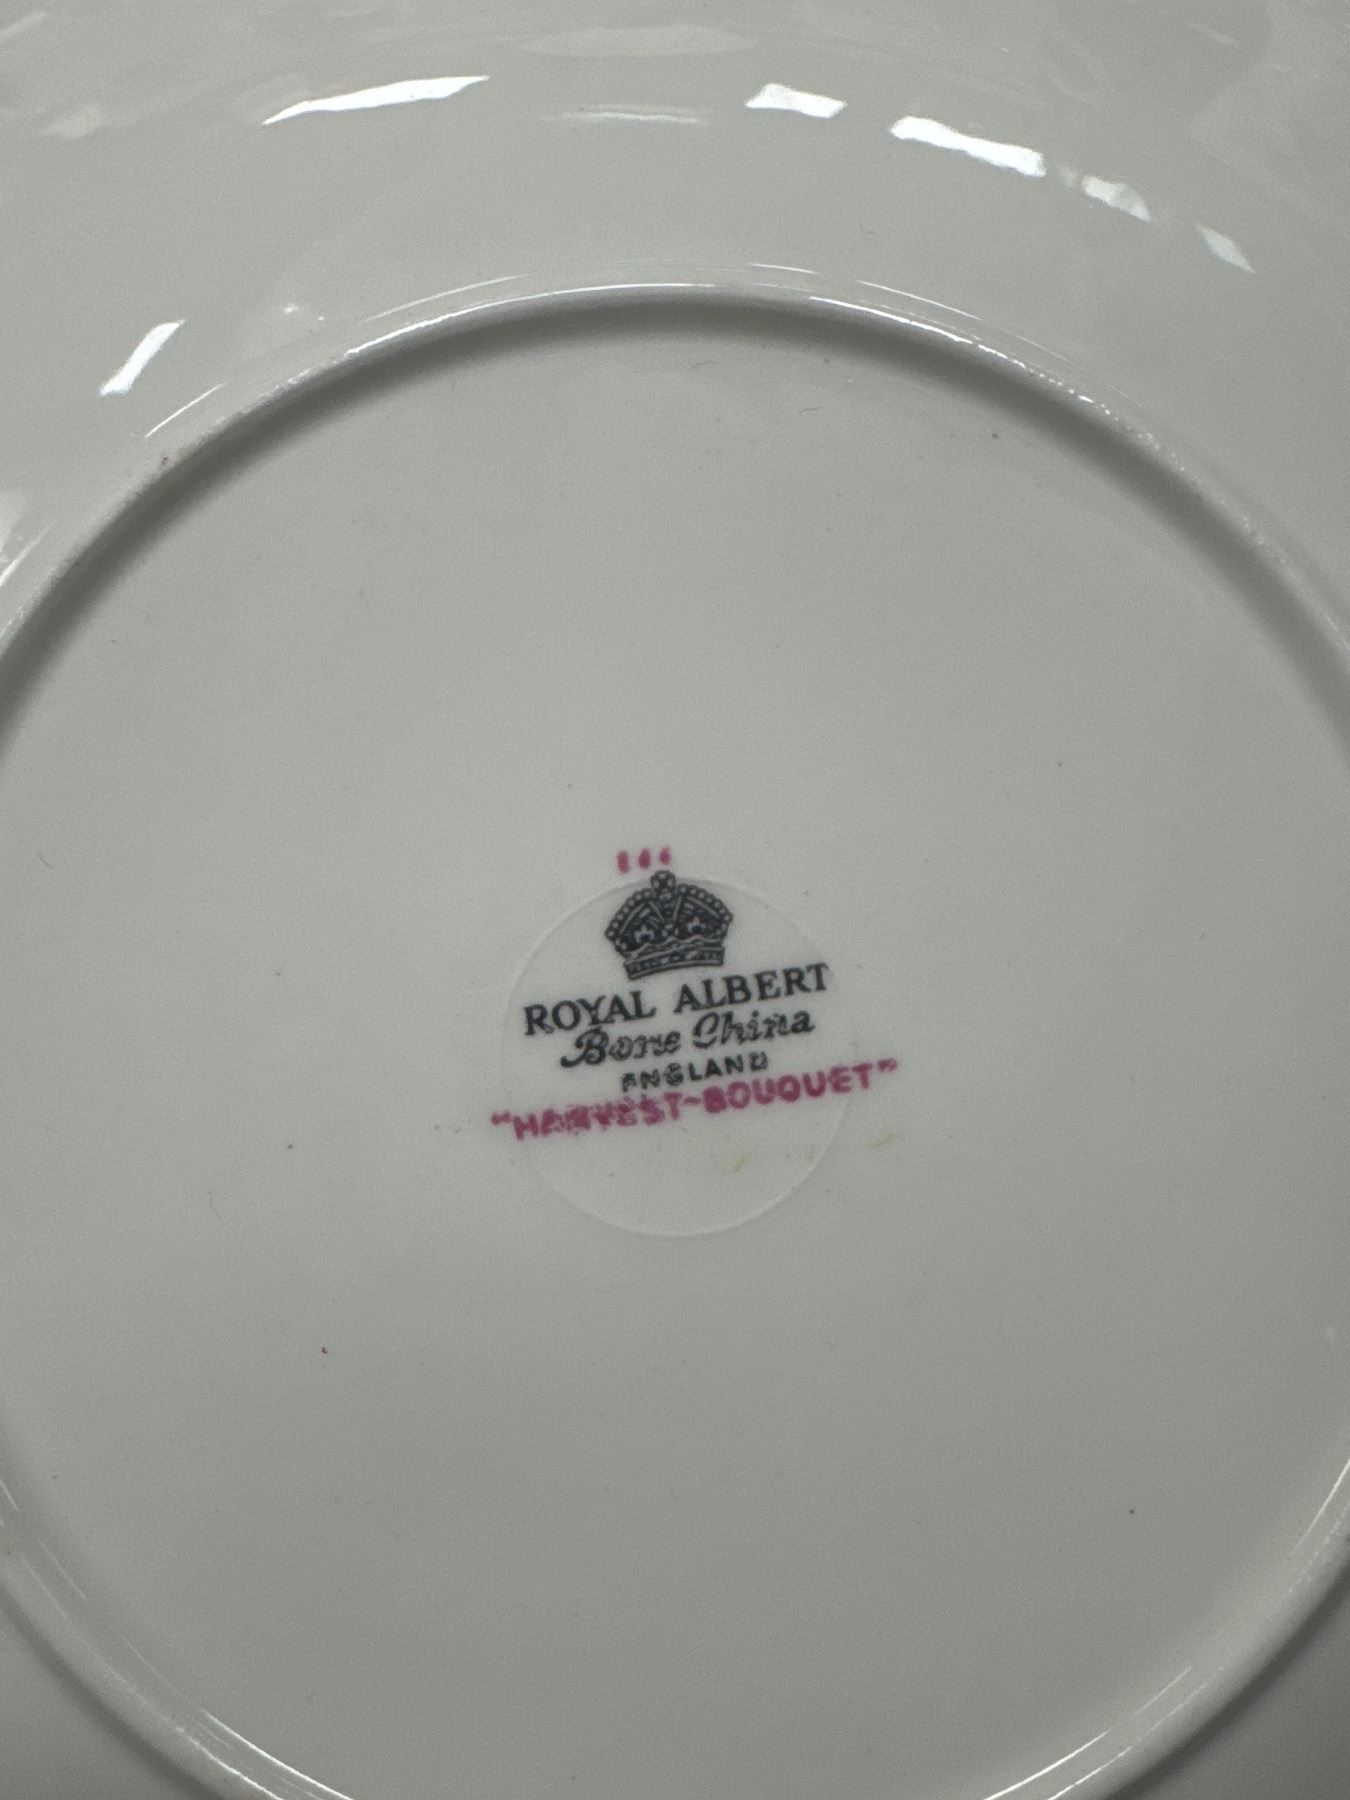 ROYAL ALBERT
Bone China
ENGLAND
"HARVEST-BOUQUET"